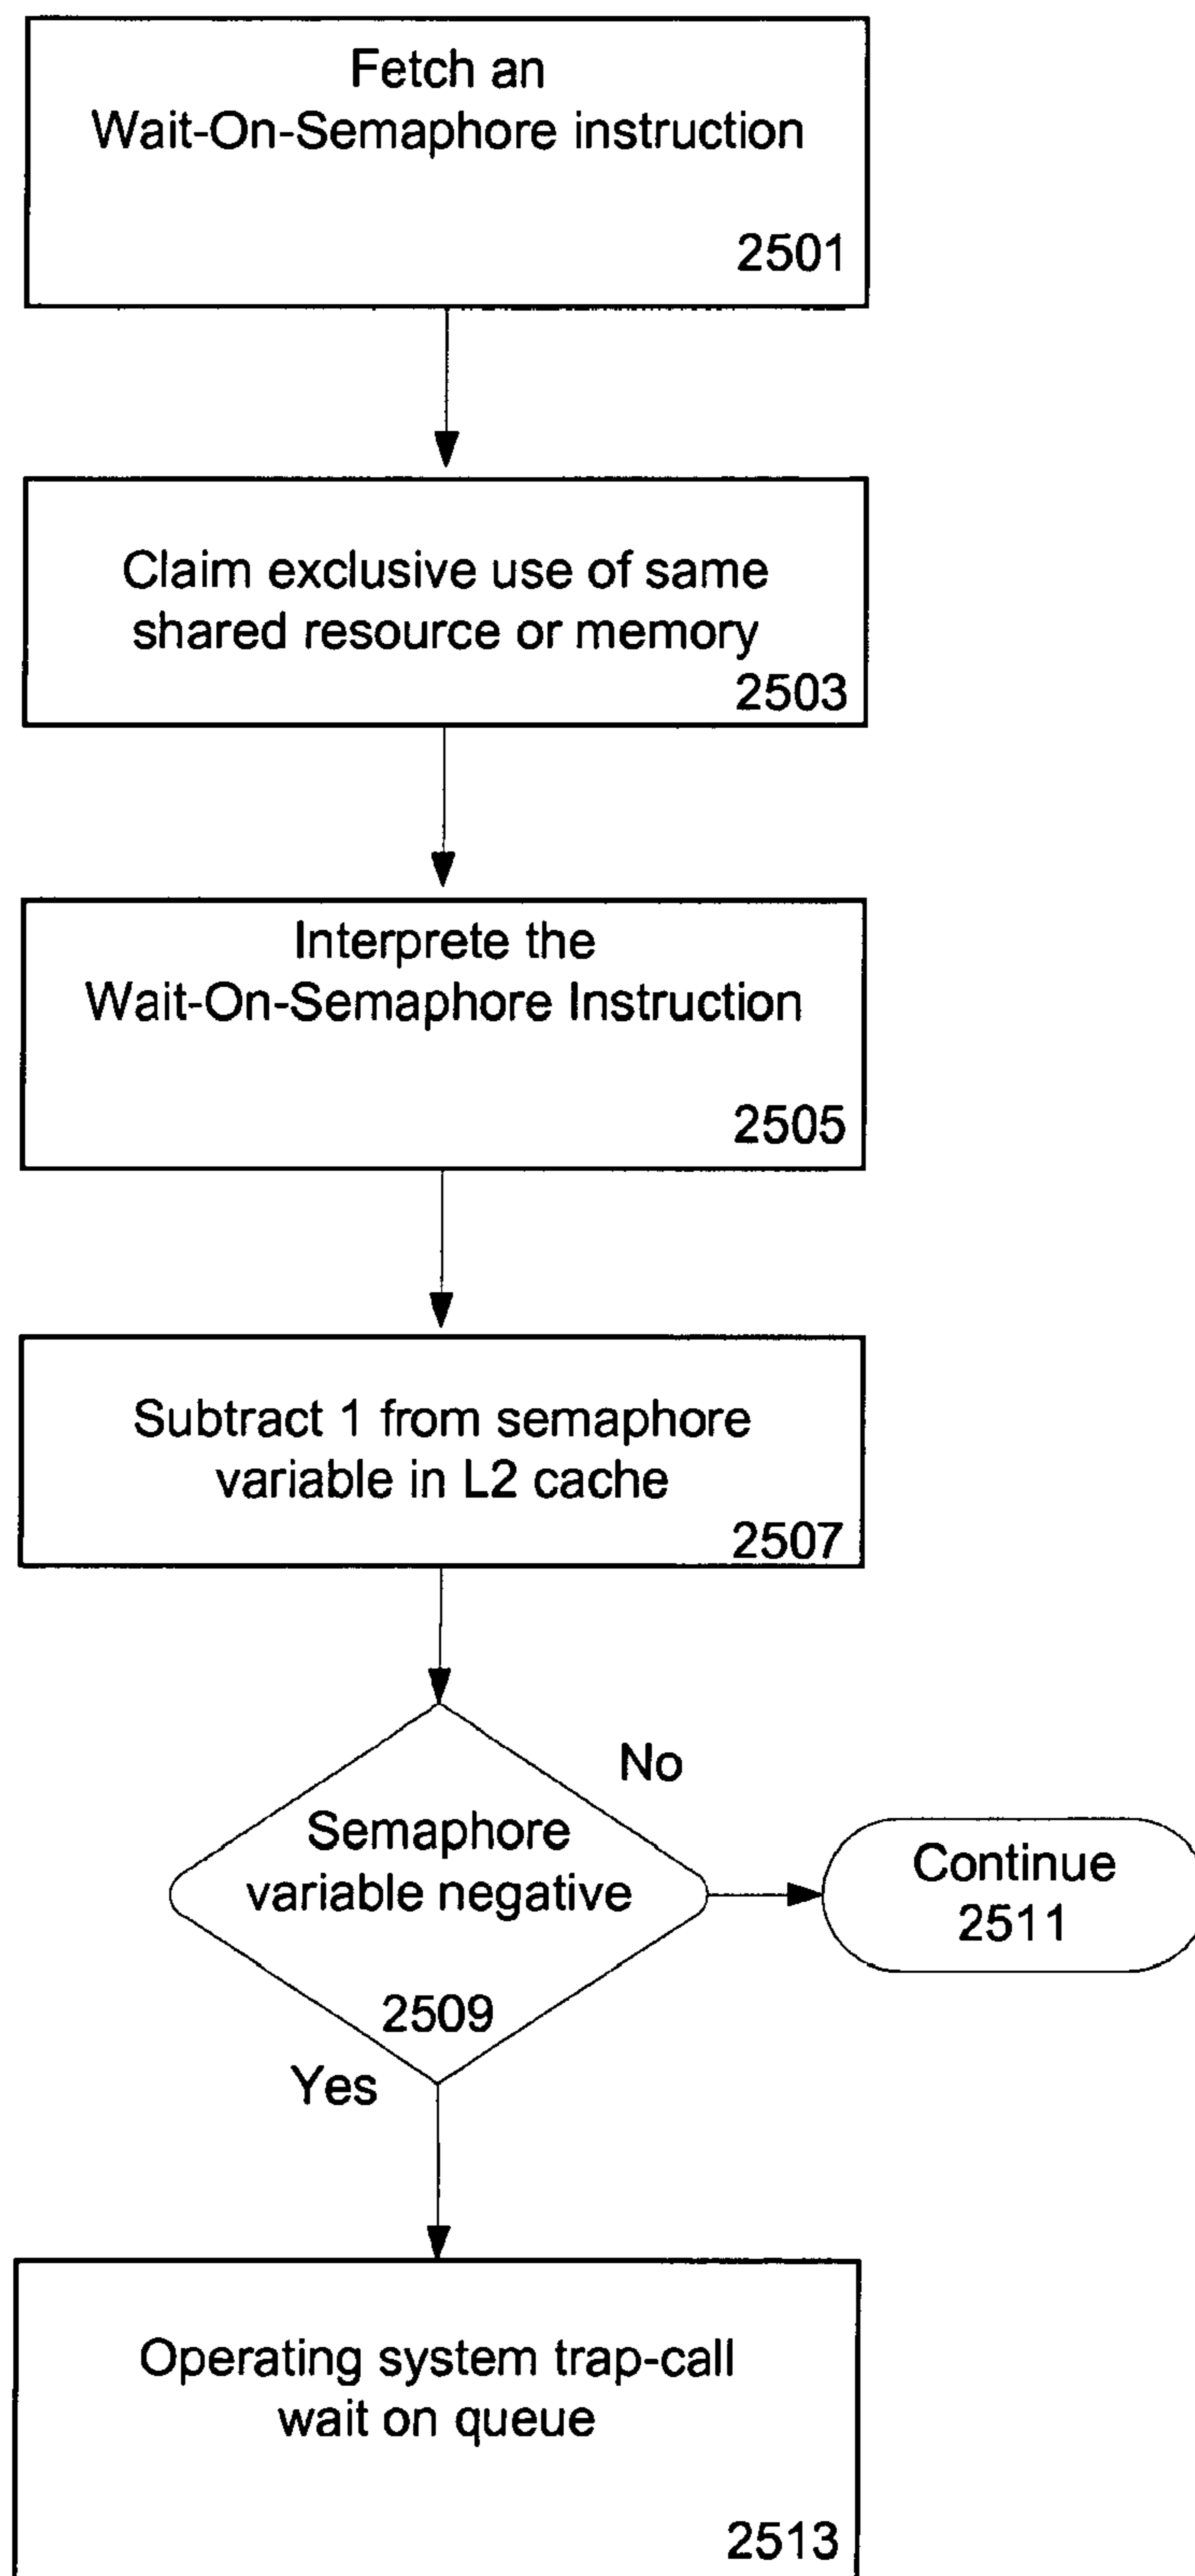 Fetch an
Wait-On-Semaphore instruction
2501
Claim exclusive use of same
shared resource or memory
2503
Interprete the
Wait-On-Semaphore Instruction
2505
Subtract 1 from semaphore
variable in L2 cache
2507
Semaphore
variable negative
2509
No
Continue
2511
Yes
Operating system trap-call
wait on queue
2513